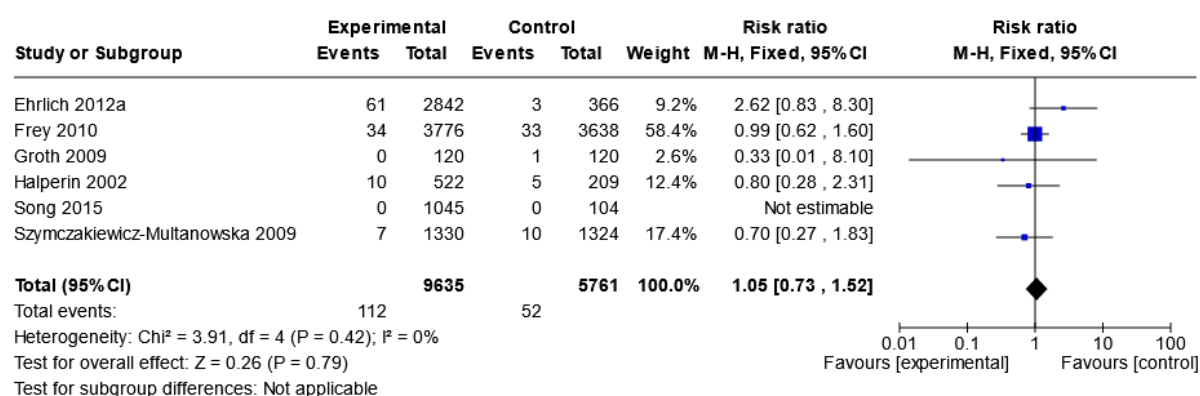 Experimental Control Risk ratio Risk ratio
Study or Subgroup Events Total Events Total Weight M-H, Fixed, 95%CI M-H, Fixed, 95%CI
Ehrlich 2012a 61 2842 3 366 9.2% 2.62 [0.83 , 8.30]
Frey 2010 34 3776 33 3638 58.4% 0.99 [0.62 , 1.60]
Groth 2009 0 120 1 120 2.6% 0.33 [0.01 , 8.10]
Halperin 2002 10 522 5 209 12.4% 0.80 [0.28 , 2.31]
Song 2015 0 1045 0 104 Not estimable
Szymczakiewicz-Multanowska 2009 7 1330 10 1324 17.4% 0.70 [0.27 , 1.83]
Total (95%CI) 9635 5761 100.0% 1.05 [0.73 , 1.52]
Total events: 112 52
Heterogeneity: Chi² = 3.91, df = 4 (P = 0.42); I² = 0%
Test for overall effect: Z = 0.26 (P = 0.79)
Test for subgroup differences: Not applicable
0.01 0.1 1 10 100
Favours [experimental] Favours [control]